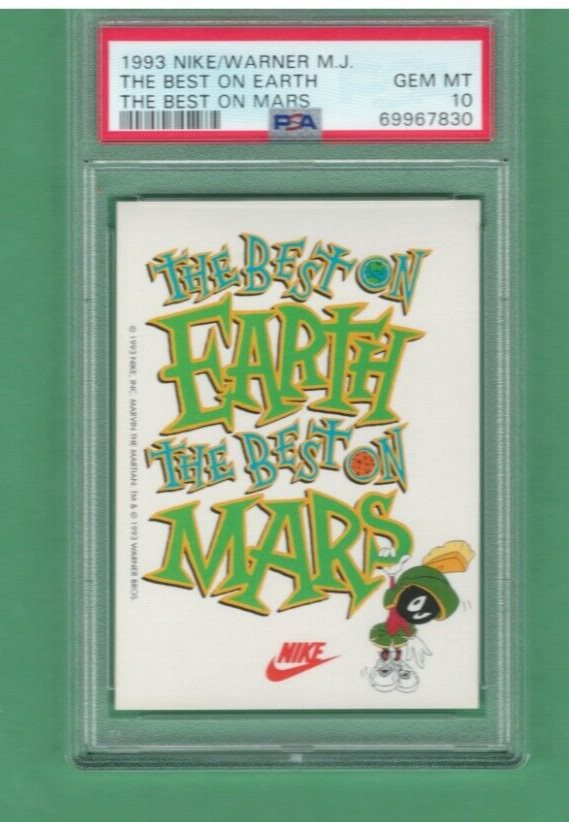 1993 NIKE/WARNER M.J.
THE BEST ON EARTH
GEM MT
THE BEST ON MARS
10
PSA
69967830
THE BEST ON
EARTH
THE BEST ON
MARS
© 1993 NIKE, INC. MARVIN THE MARTIAN TM & © 1993 WARNER BROS.
NIKE